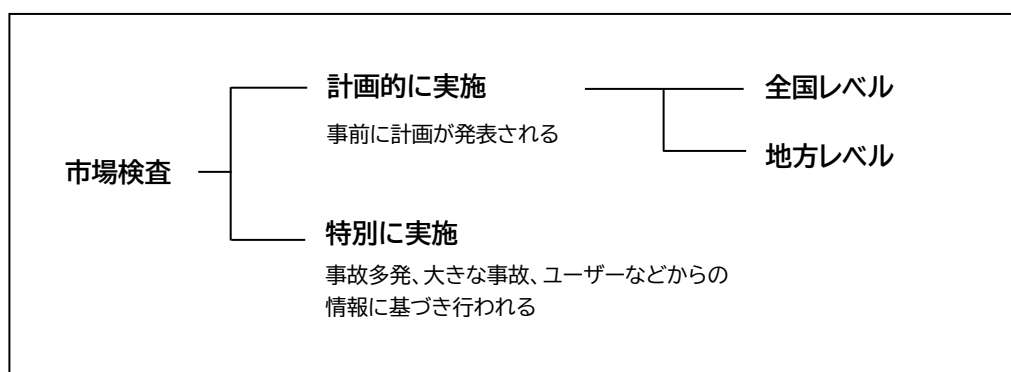 計画的に実施
全国レベル
事前に計画が発表される
地方レベル
市場検査
特別に実施
事故多発、大きな事故、ユーザーなどからの
情報に基づき行われる